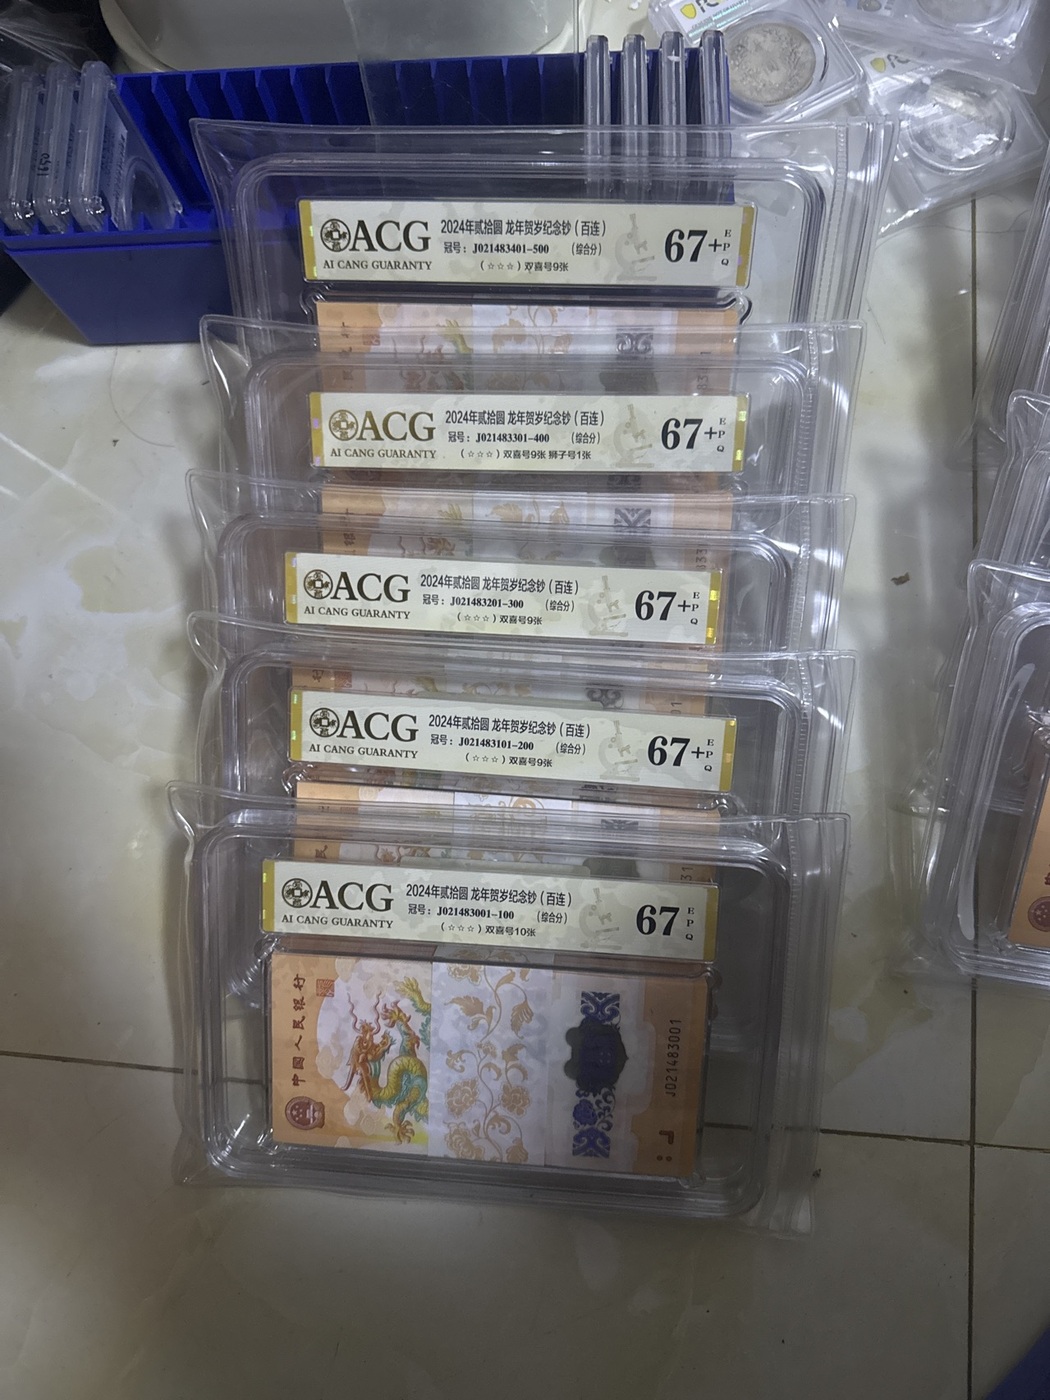 ACG
AI CANG GUARANTY
2024年贰拾圆 龙年贺岁纪念钞（百连）
冠号：J021483401-500 （综合分）
（☆☆☆）双喜号9张
67+
EPQ
ACG
AI CANG GUARANTY
2024年贰拾圆 龙年贺岁纪念钞（百连）
冠号：J021483301-400 （综合分）
（☆☆☆）双喜号9张 狮子号1张
67+
EPQ
ACG
AI CANG GUARANTY
2024年贰拾圆 龙年贺岁纪念钞（百连）
冠号：J021483201-300 （综合分）
（☆☆☆）双喜号9张
67+
EPQ
ACG
AI CANG GUARANTY
2024年贰拾圆 龙年贺岁纪念钞（百连）
冠号：J021483101-200 （综合分）
（☆☆☆）双喜号9张
67+
EPQ
ACG
AI CANG GUARANTY
2024年贰拾圆 龙年贺岁纪念钞（百连）
冠号：J021483001-100 （综合分）
（☆☆☆）双喜号10张
67
EPQ
中国人民银行
J021483001